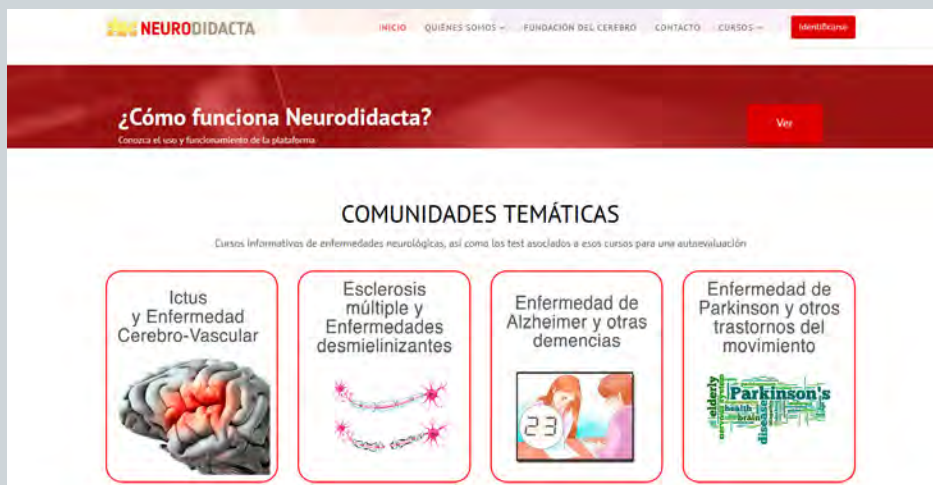 NEURODIDACTA
INICIO QUIÉNES SOMOS FUNDACIÓN DEL CEREBRO CONTACTO CURSOS Identificarse
¿Cómo funciona Neurodidacta?
Conozca el uso y funcionamiento de la plataforma
Ver
COMUNIDADES TEMÁTICAS
Cursos informativos de enfermedades neurológicas, así como los test asociados a esos cursos para una autoevaluación
Ictus
y Enfermedad
Cerebro-Vascular
Esclerosis
múltiple y
Enfermedades
desmielinizantes
Enfermedad de
Alzheimer y otras
demencias
23
Enfermedad de
Parkinson y otros
trastornos del
movimiento
elderly
nervous system
Parkinson's
health
brain
disease